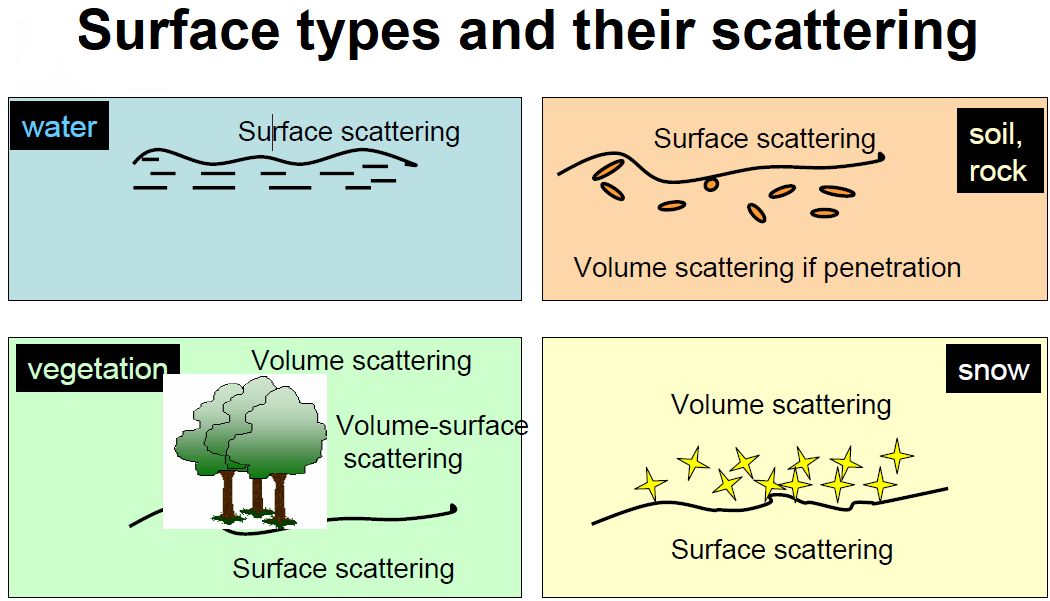 Surface types and their scattering
water
Surface scattering
Surface scattering
soil,
rock
Volume scattering if penetration
vegetation
Volume scattering
Volume-surface
scattering
Surface scattering
snow
Volume scattering
Surface scattering